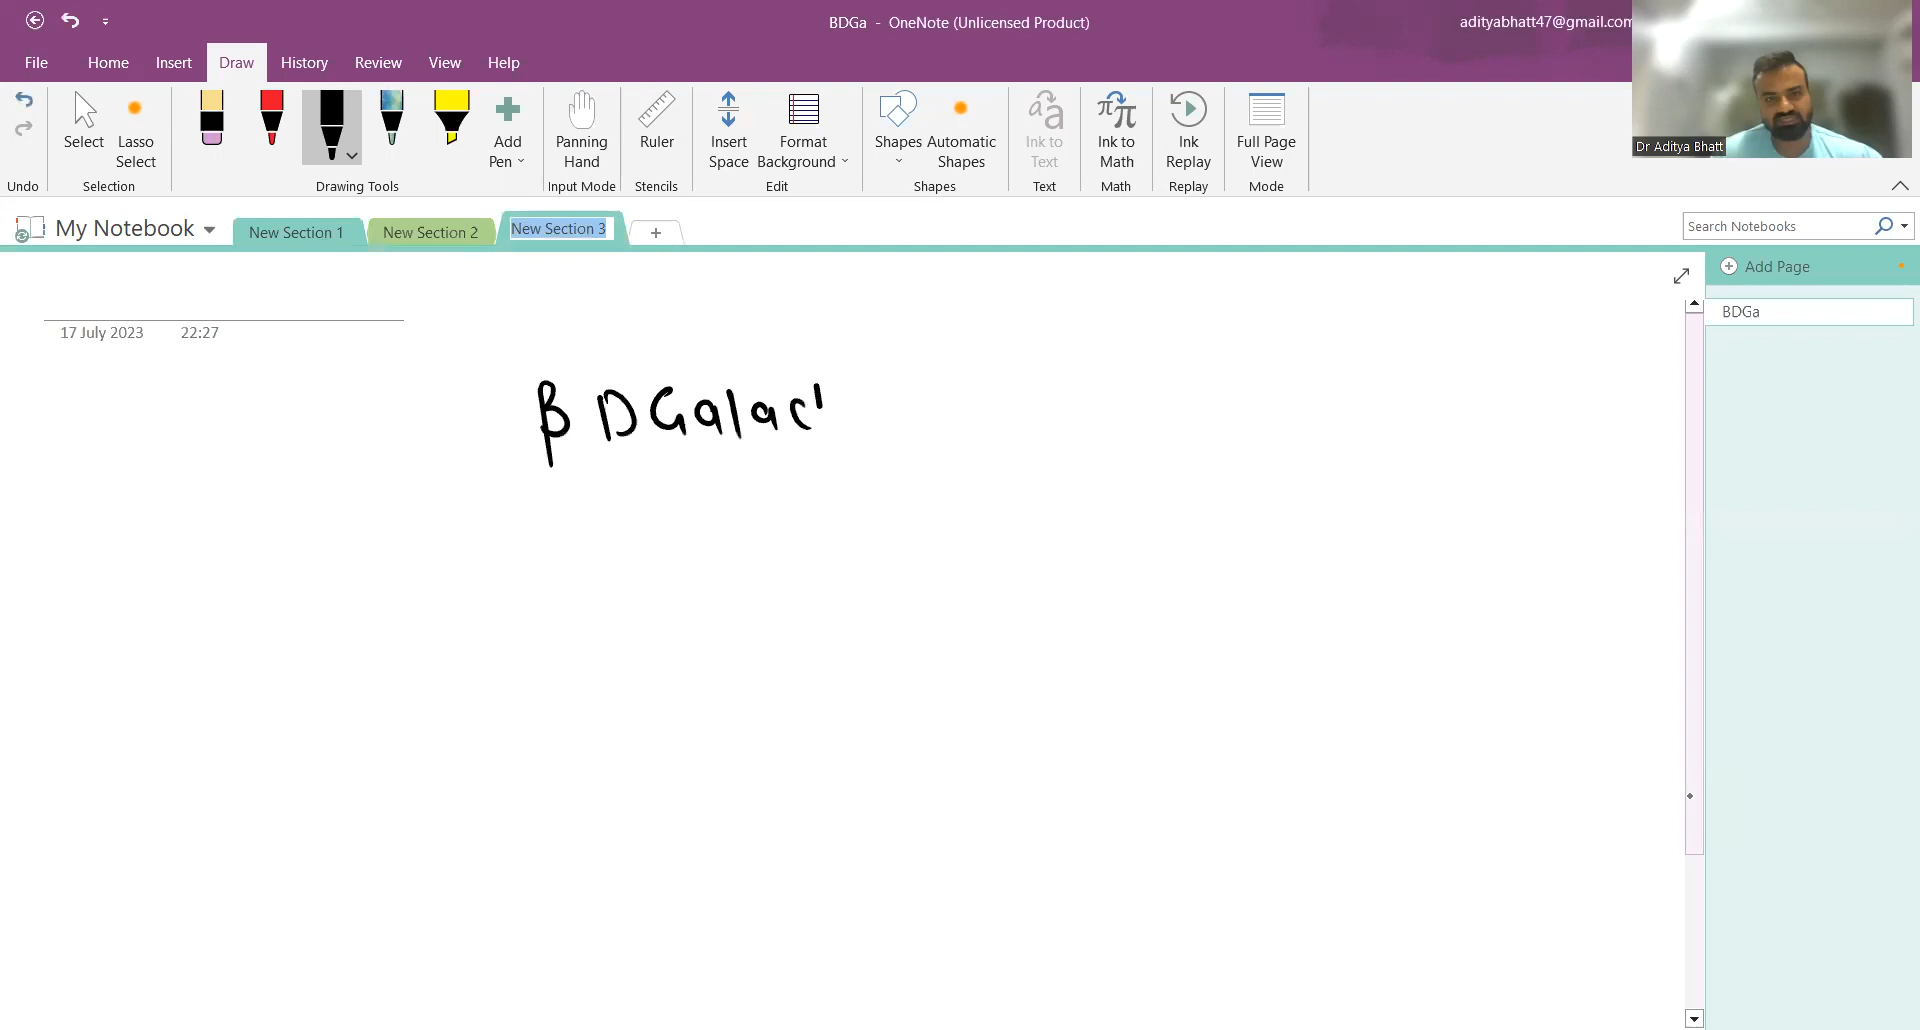 BDGa - OneNote (Unlicensed Product)
adityabhatt47@gmail.com
File Home Insert Draw History Review View Help
Select
Lasso Select
Add Pen
Panning Hand
Ruler
Insert Space
Format Background
Shapes
Automatic Shapes
Ink to Text
Ink to Math
Ink Replay
Full Page View
Dr Aditya Bhatt
Undo Selection Drawing Tools Input Mode Stencils Edit Shapes Text Math Replay Mode
My Notebook New Section 1 New Section 2 New Section 3
Search Notebooks
Add Page
BDGa
17 July 2023 22:27
β DGalac